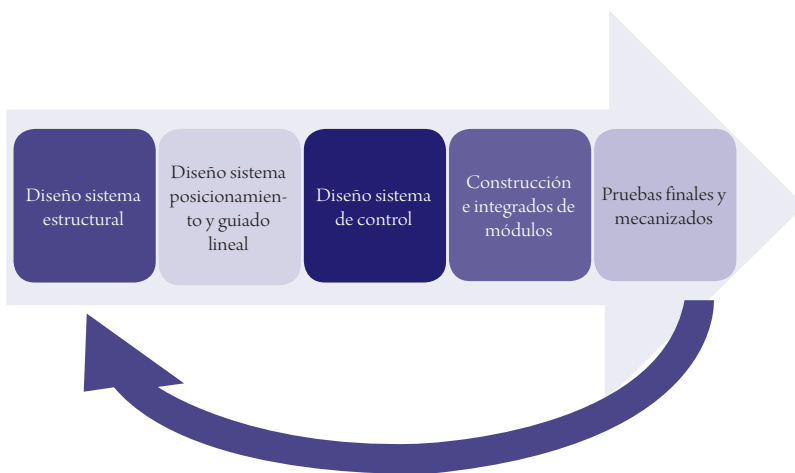 Diseño sistema
estructural
Diseño sistema
posicionamien-
to y guiado
lineal
Diseño sistema
de control
Construcción
e integrados de
módulos
Pruebas finales y
mecanizados